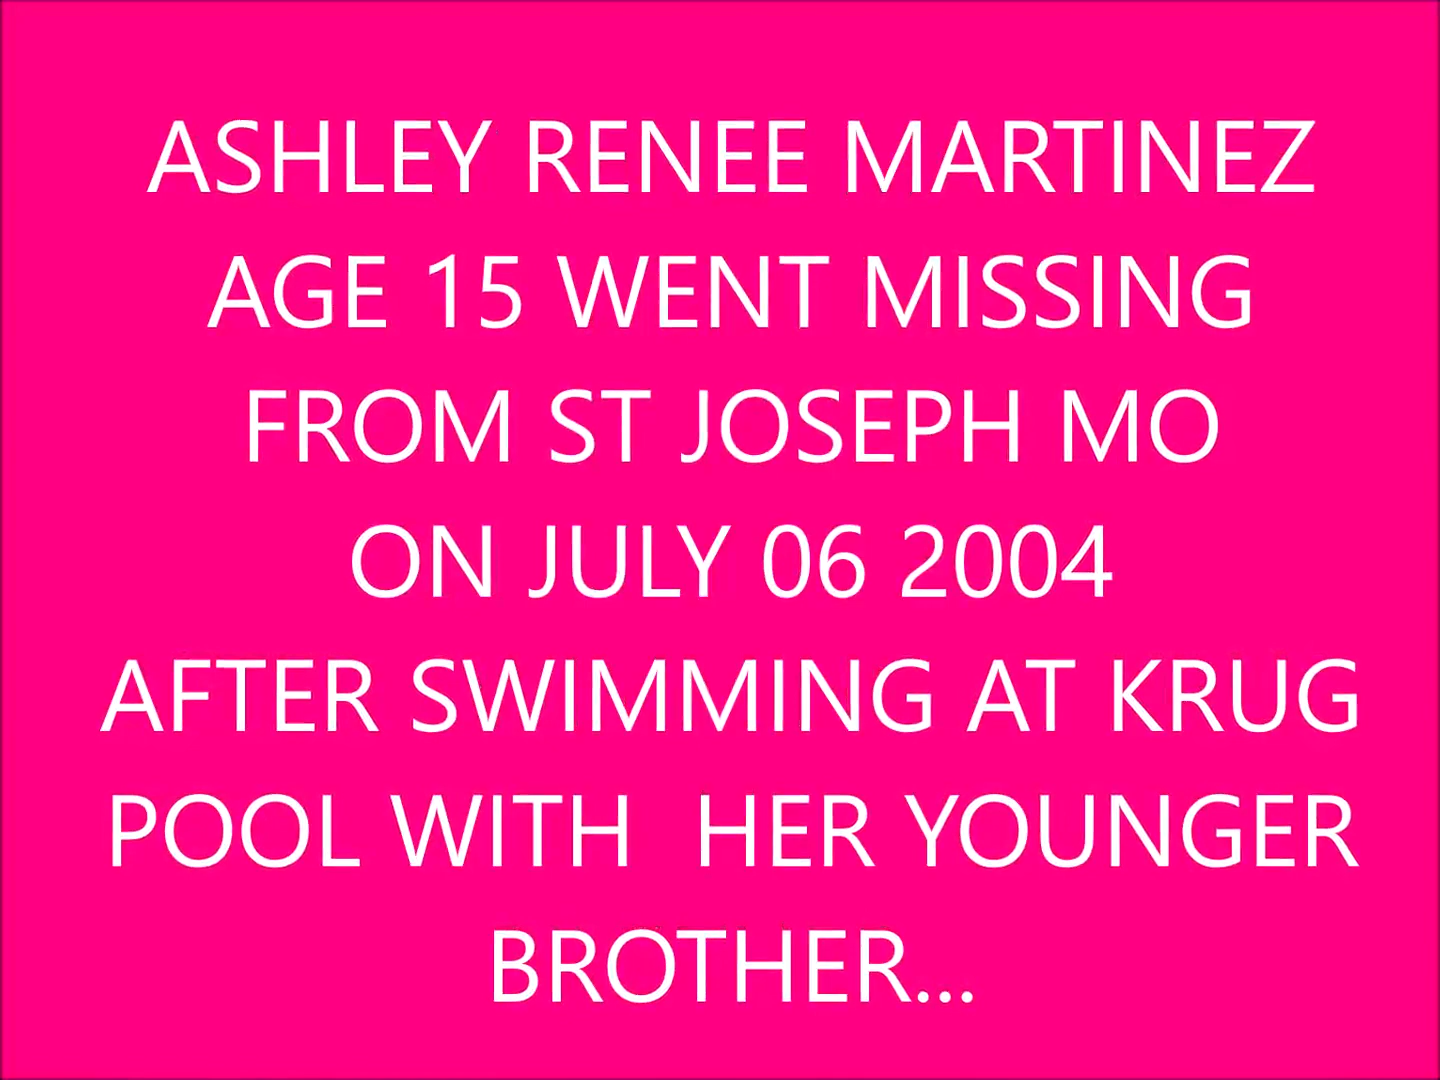 ASHLEY RENEE MARTINEZ
AGE 15 WENT MISSING
FROM ST JOSEPH MO
ON JULY 06 2004
AFTER SWIMMING AT KRUG
POOL WITH  HER YOUNGER
BROTHER...